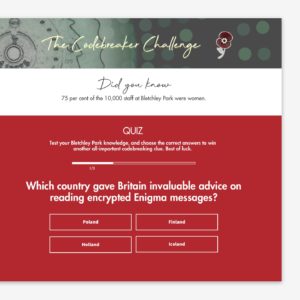 The Codebreaker Challenge
Did you know
75 per cent of the 10,000 staff at Bletchley Park were women.
QUIZ
Test your Bletchley Park knowledge, and choose the correct answers to win
another all-important codebreaking clue. Best of luck.
1/3
Which country gave Britain invaluable advice on
reading encrypted Enigma messages?
Poland
Finland
Holland
Iceland